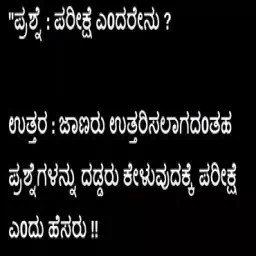 "ಪ್ರಶ್ನೆ : ಪರೀಕ್ಷೆ ಎಂದರೇನು ?
ಉತ್ತರ : ಜಾಣರು ಉತ್ತರಿಸಲಾಗದಂತಹ
ಪ್ರಶ್ನೆಗಳನ್ನು ದಡ್ಡರು ಕೇಳುವುದಕ್ಕೆ ಪರೀಕ್ಷೆ
ಎಂದು ಹೆಸರು !!